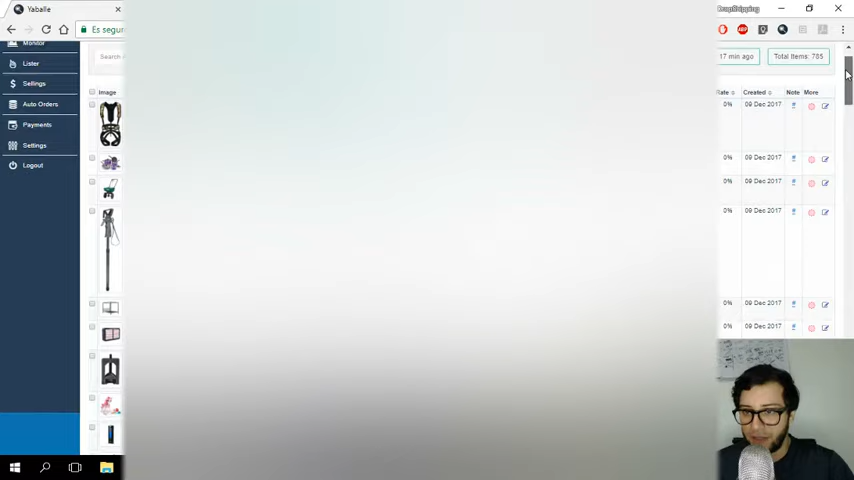 Yaballe
DropShipping
Es segur
Monitor
Search
17 min ago
Total Items: 785
Lister
Image
Rate
Created
Note
More
Sellings
0%
09 Dec 2017
Auto Orders
Payments
Settings
0%
09 Dec 2017
Logout
0%
09 Dec 2017
0%
09 Dec 2017
0%
09 Dec 2017
0%
09 Dec 2017